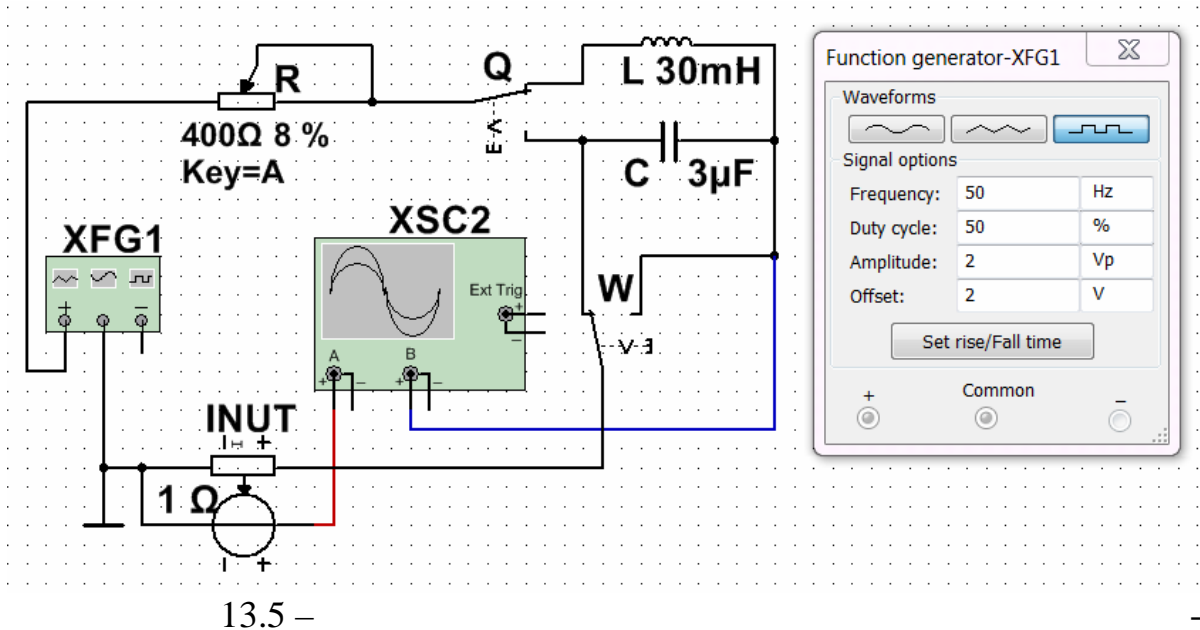 Q
L 30mH
R
400Ω 8 %
Key=A
E
C 3µF
XFG1
XSC2
Ext Trig
+
–
A
B
+ – + –
W
INUT
1 Ω
– +
Function generator-XFG1
Waveforms
Signal options
Frequency: 50 Hz
Duty cycle: 50 %
Amplitude: 2 Vp
Offset: 2 V
Set rise/Fall time
+ Common –
13.5 –